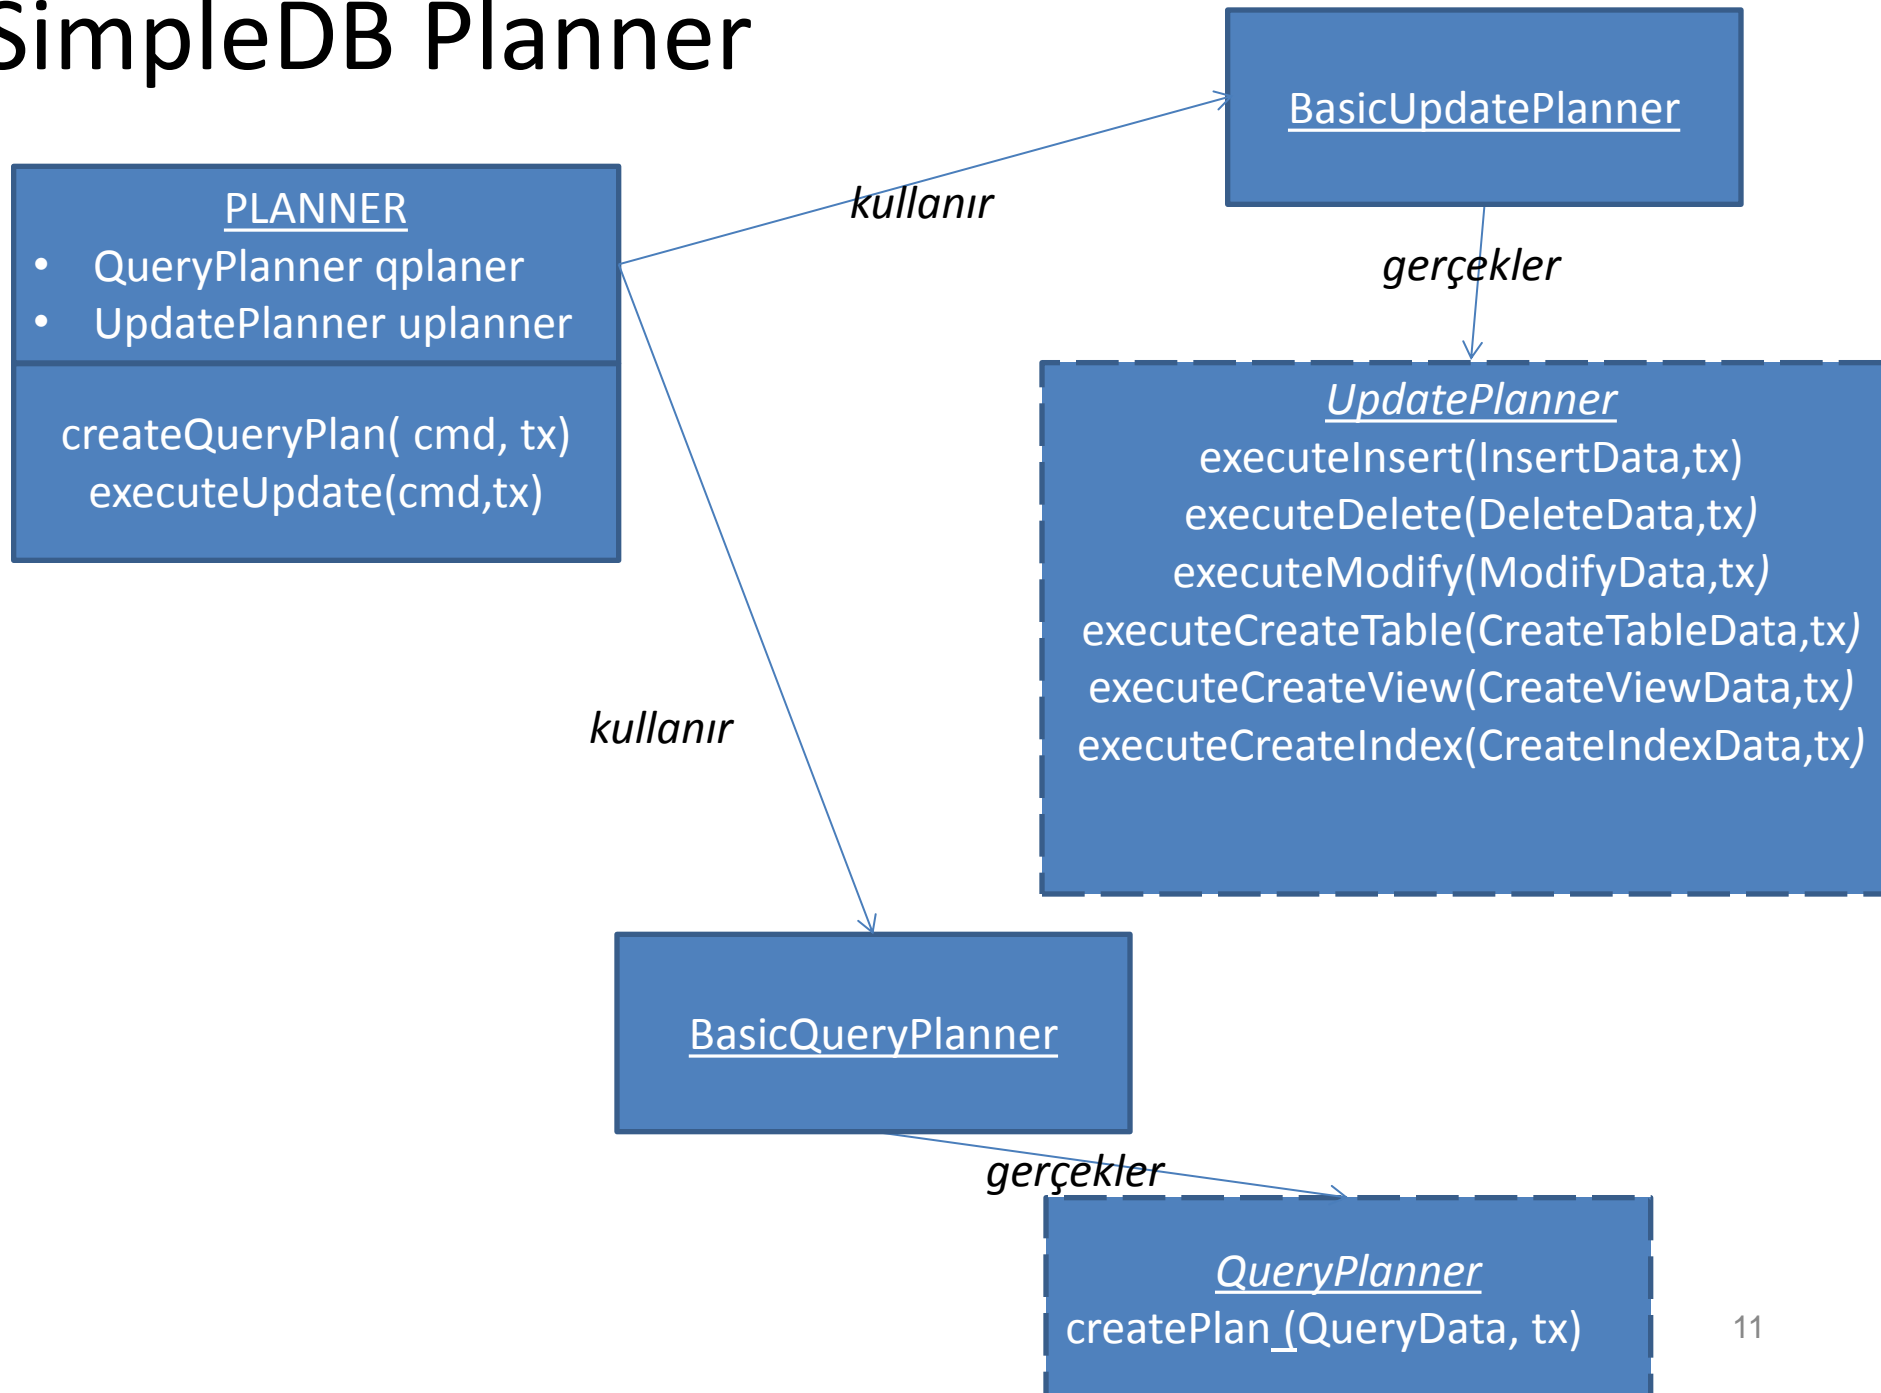 SimpleDB Planner
BasicUpdatePlanner
PLANNER
• QueryPlanner qplaner
• UpdatePlanner uplanner
createQueryPlan( cmd, tx)
executeUpdate(cmd,tx)
kullanır
gerçekler
UpdatePlanner
executeInsert(InsertData,tx)
executeDelete(DeleteData,tx)
executeModify(ModifyData,tx)
executeCreateTable(CreateTableData,tx)
executeCreateView(CreateViewData,tx)
executeCreateIndex(CreateIndexData,tx)
kullanır
BasicQueryPlanner
gerçekler
QueryPlanner
createPlan (QueryData, tx)
11